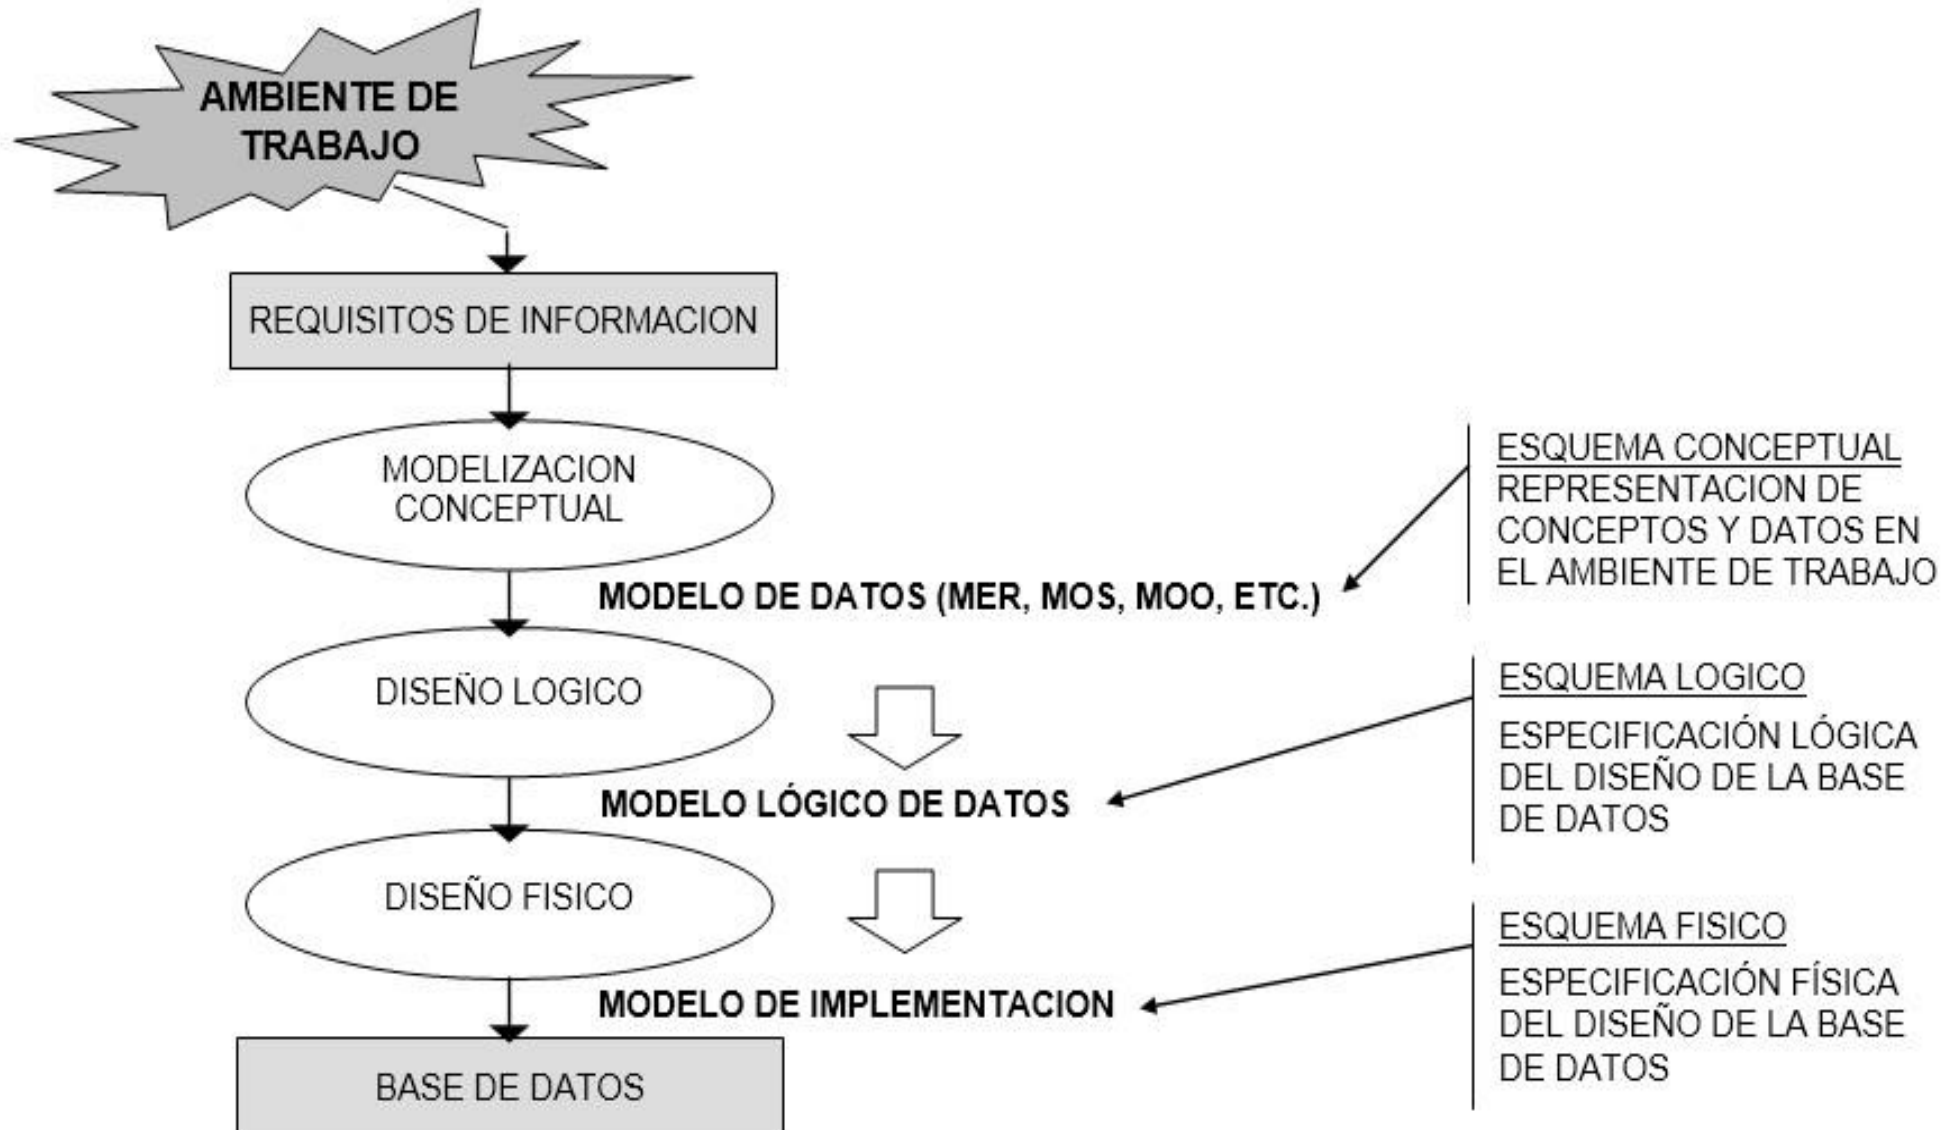 AMBIENTE DE
TRABAJO
REQUISITOS DE INFORMACION
MODELIZACION
CONCEPTUAL
MODELO DE DATOS (MER, MOS, MOO, ETC.)
ESQUEMA CONCEPTUAL
REPRESENTACION DE
CONCEPTOS Y DATOS EN
EL AMBIENTE DE TRABAJO
DISEÑO LOGICO
MODELO LÓGICO DE DATOS
ESQUEMA LOGICO
ESPECIFICACIÓN LÓGICA
DEL DISEÑO DE LA BASE
DE DATOS
DISEÑO FISICO
MODELO DE IMPLEMENTACION
ESQUEMA FISICO
ESPECIFICACIÓN FÍSICA
DEL DISEÑO DE LA BASE
DE DATOS
BASE DE DATOS